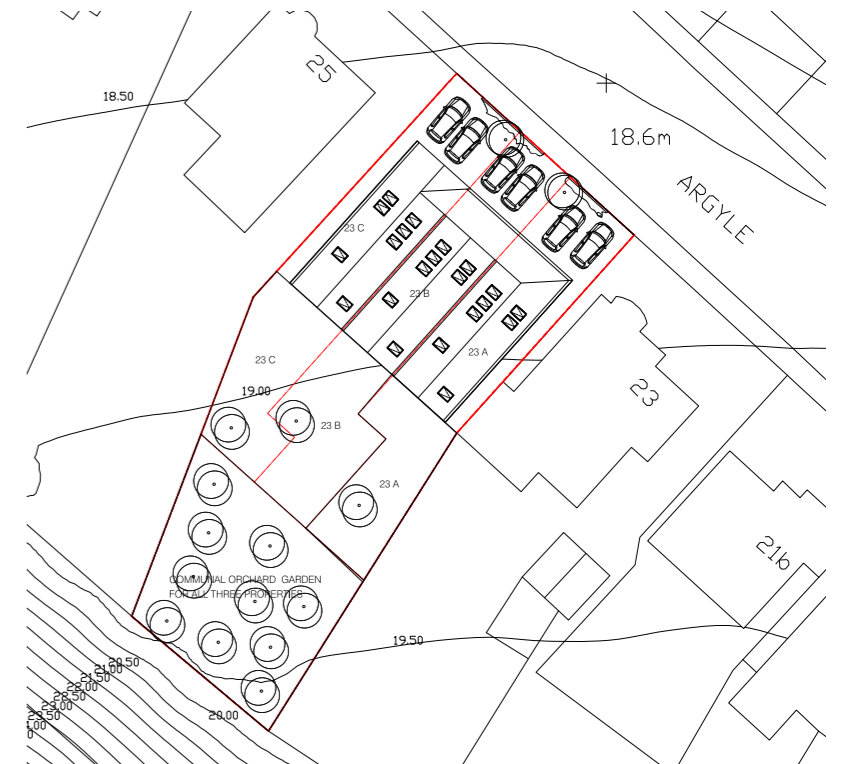 25
18.50
18.6m
ARGYLE
23 C
23 B
23 A
23 C
19.00
23 B
23
23 A
21b
COMMUNAL ORCHARD GARDEN
FOR ALL THREE PROPERTIES
19.50
20.50
21.00
21.50
22.00
22.50
23.00
23.50
20.00